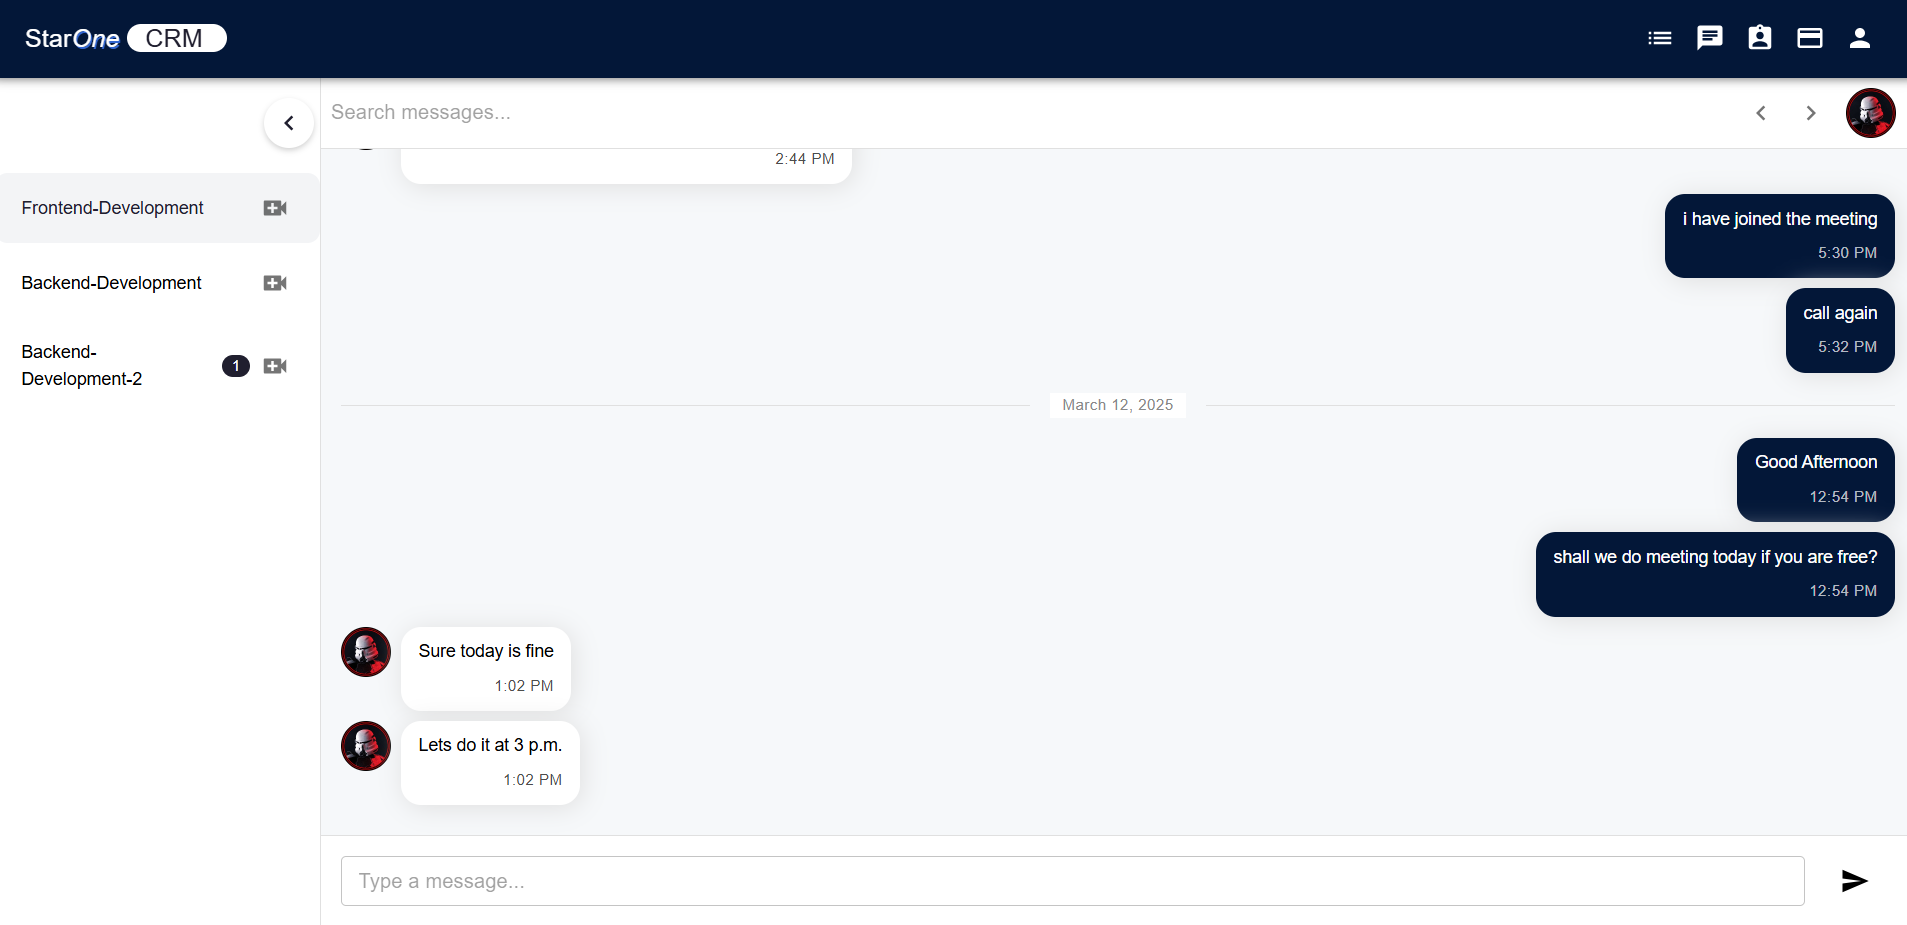 StarOne CRM
Search messages...
Frontend-Development
Backend-Development
Backend-
Development-2
1
2:44 PM
i have joined the meeting
5:30 PM
call again
5:32 PM
March 12, 2025
Good Afternoon
12:54 PM
shall we do meeting today if you are free?
12:54 PM
Sure today is fine
1:02 PM
Lets do it at 3 p.m.
1:02 PM
Type a message...